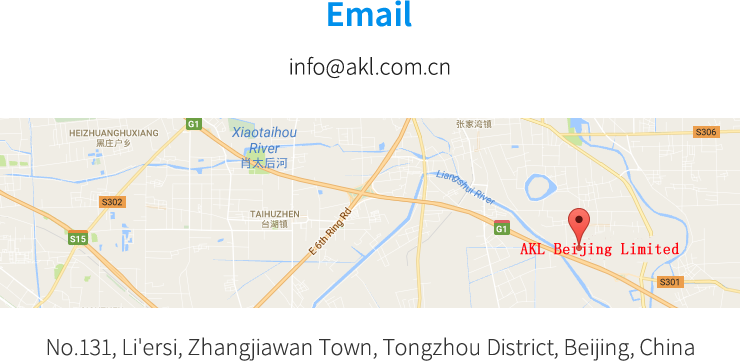 Email
info@akl.com.cn
G1
张家湾镇
S306
HEIZHUANGHUXIANG
黑庄户乡
Xiaotaihou
River
肖太后河
Liangshui River
S302
TAIHUZHEN
台湖镇
E 6th Ring Rd
G1
S15
AKL Beijing Limited
S301
No.131, Li'ersi, Zhangjiawan Town, Tongzhou District, Beijing, China